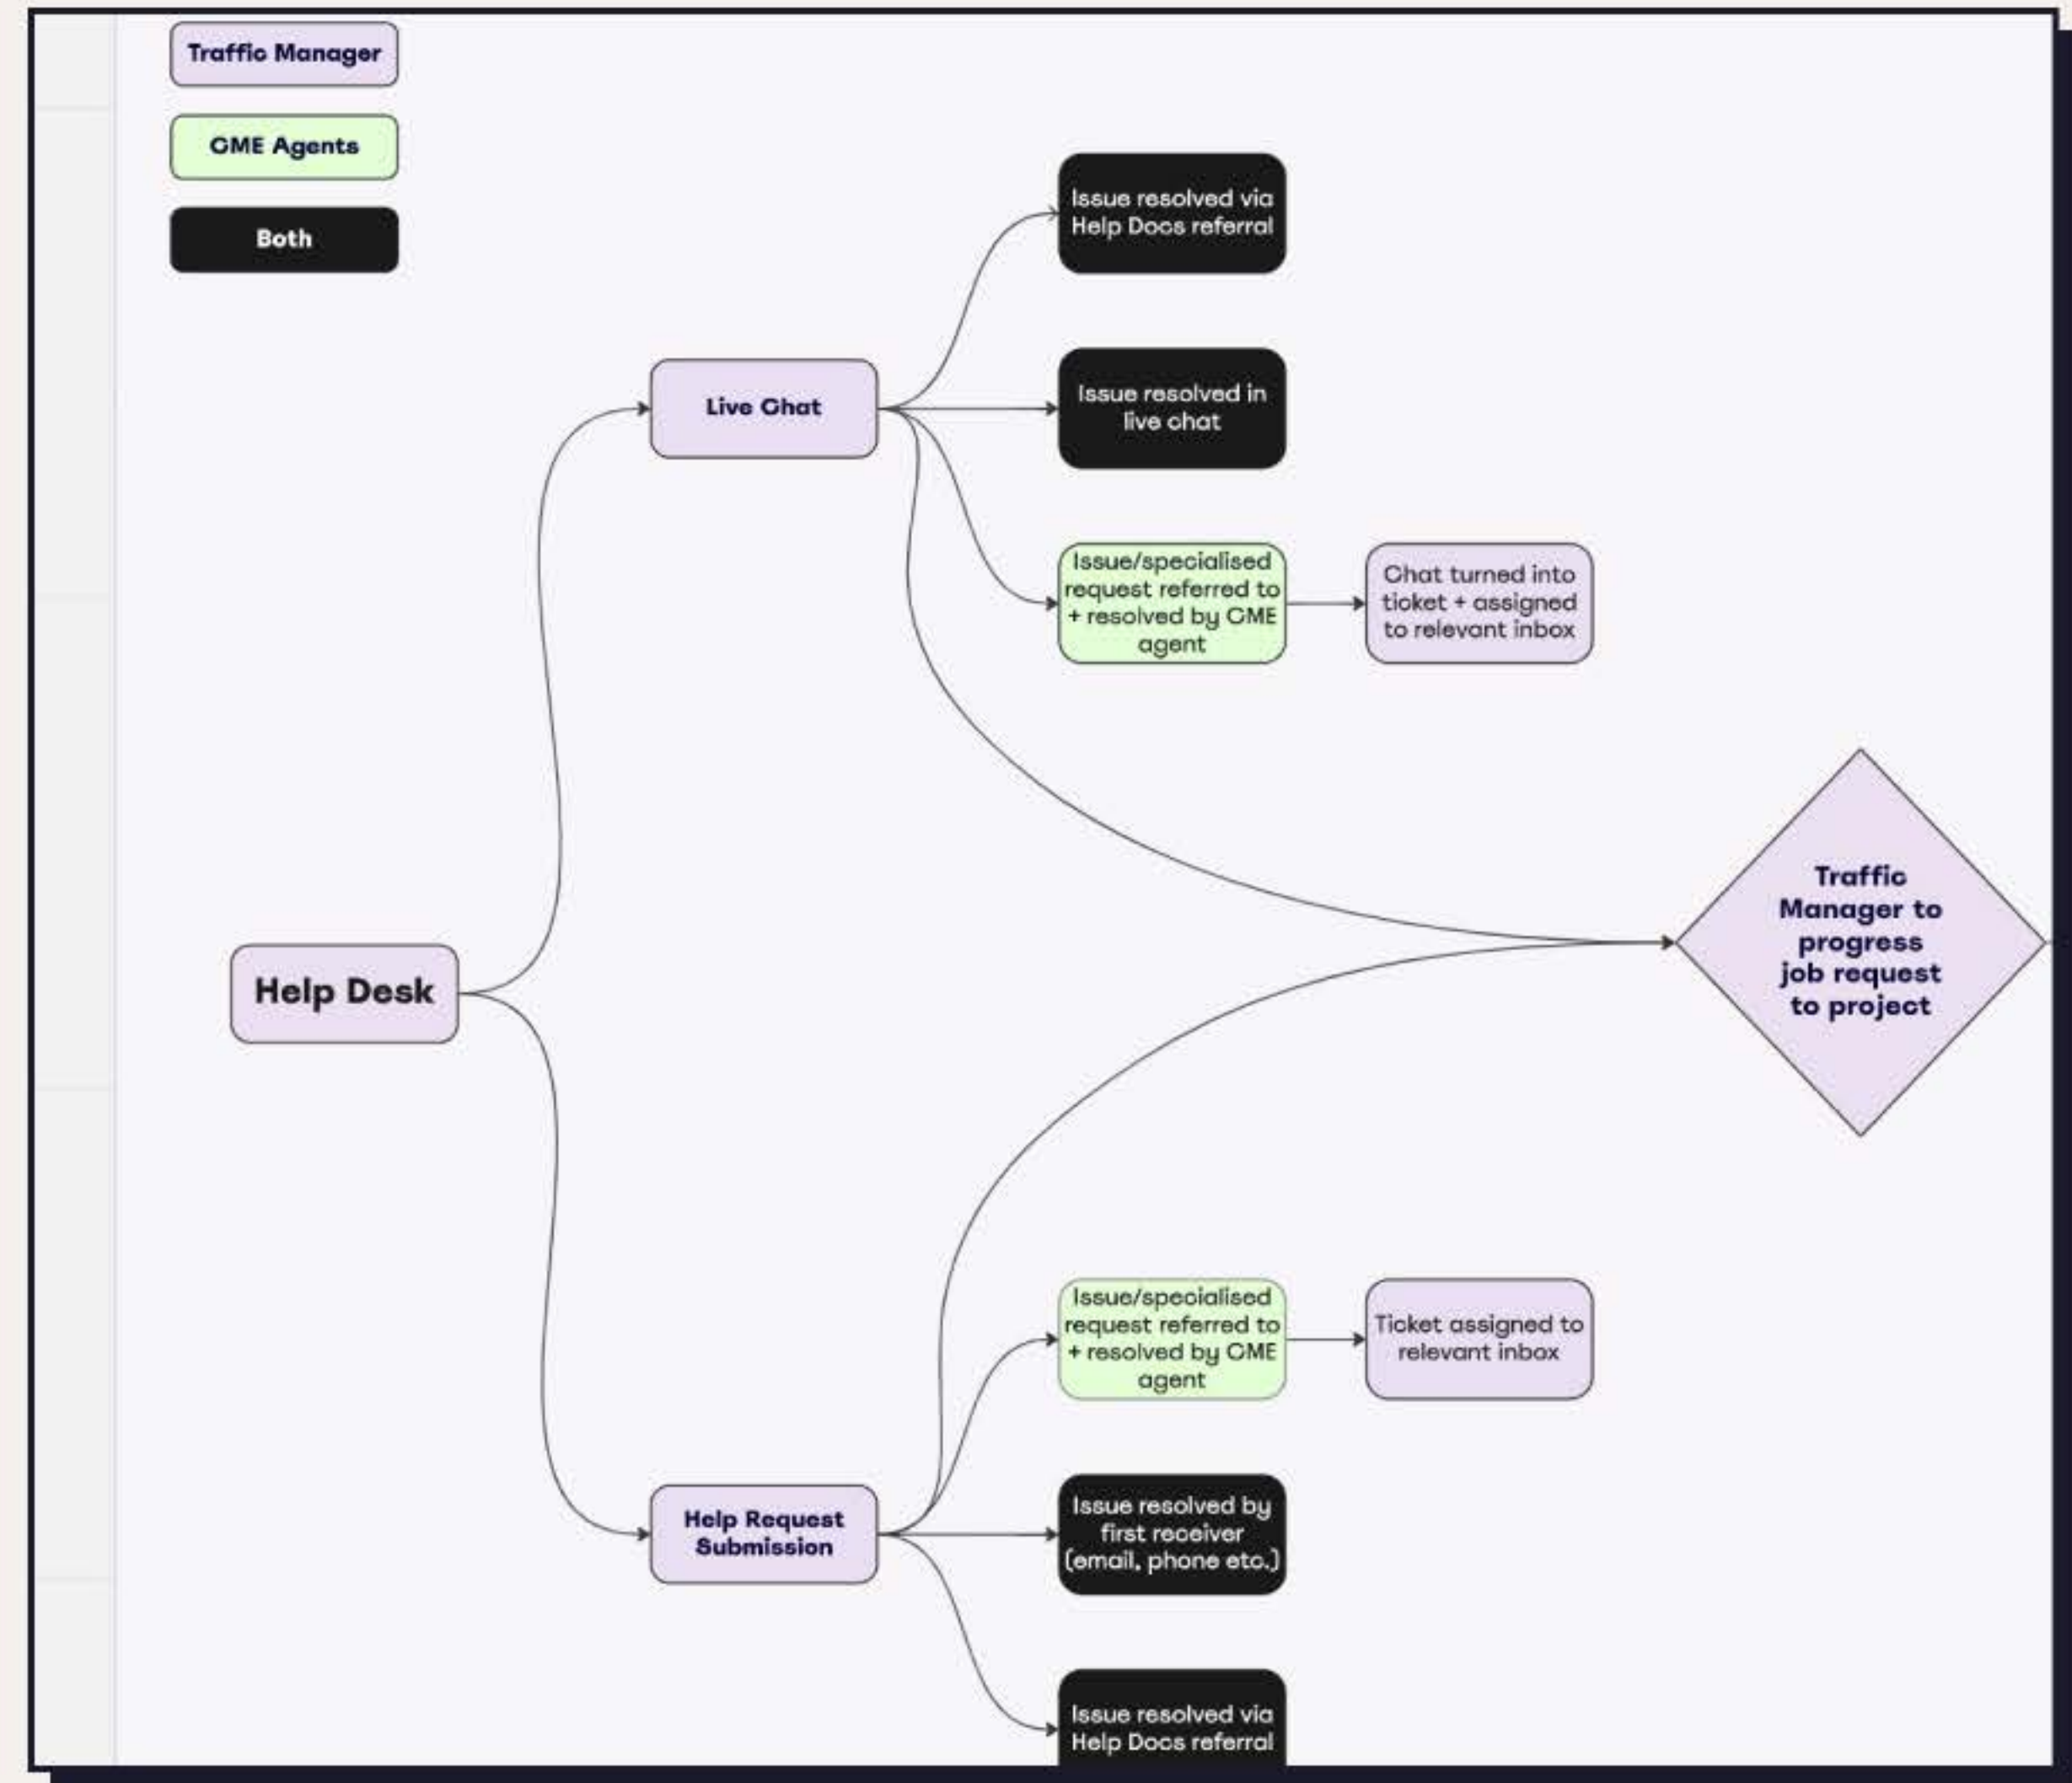 Traffic Manager
CME Agents
Both
Issue resolved via
Help Docs referral
Live Chat
Issue resolved in
live chat
Issue/specialised
request referred to
+ resolved by CME
agent
Chat turned into
ticket + assigned
to relevant inbox
Traffic
Manager to
progress
job request
to project
Help Desk
Issue/specialised
request referred to
+ resolved by CME
agent
Ticket assigned to
relevant inbox
Help Request
Submission
Issue resolved by
first receiver
(email, phone etc.)
Issue resolved via
Help Docs referral